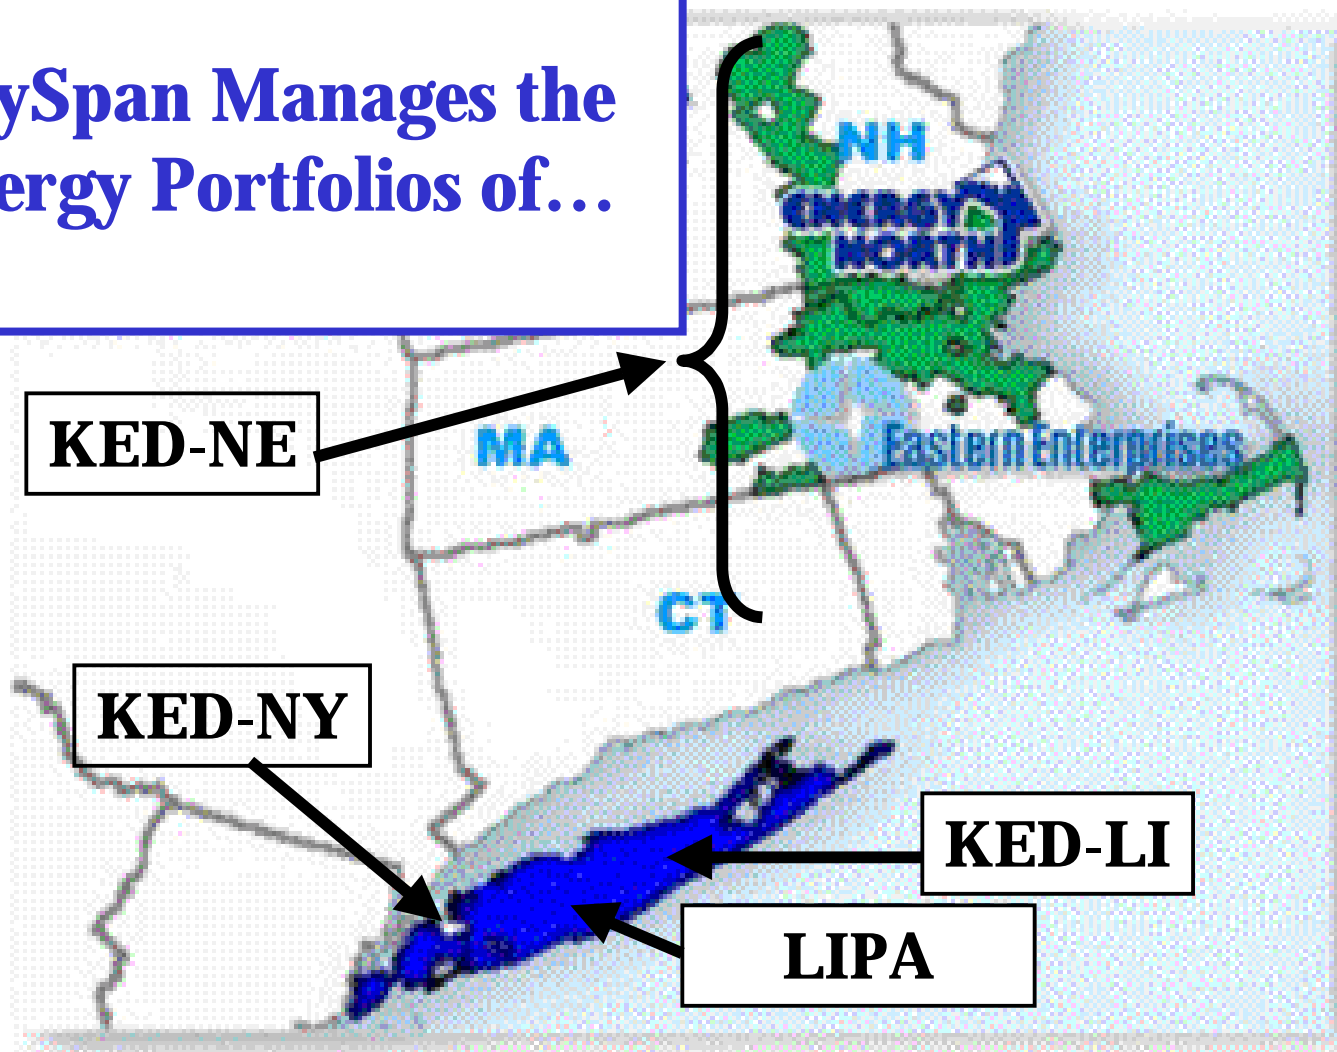 ySpan Manages the
ergy Portfolios of…
NH
ENERGY
NORTH
KED-NE
MA
Eastern Enterprises
CT
KED-NY
KED-LI
LIPA